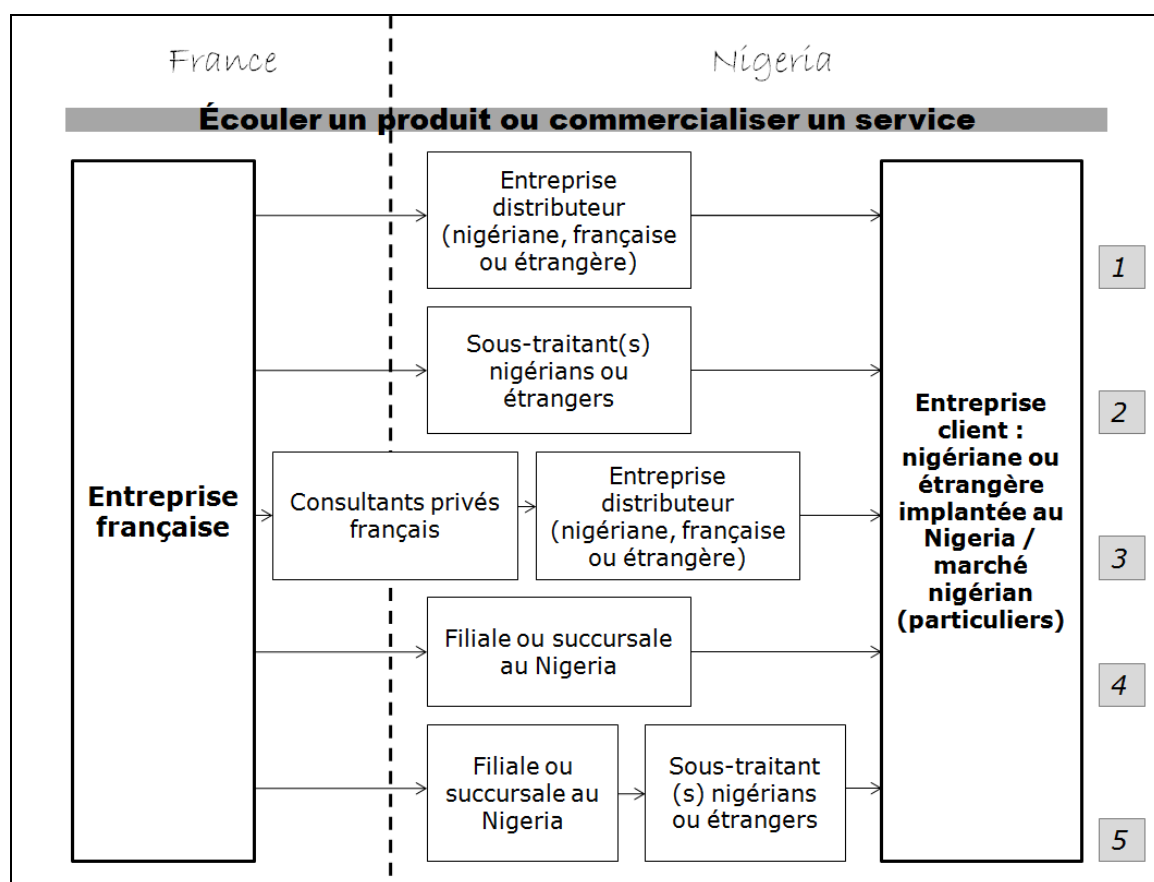 France
Nigeria
Écouler un produit ou commercialiser un service
Entreprise
française
Entreprise
distributeur
(nigériane, française
ou étrangère)
1
Sous-traitant(s)
nigérians ou
étrangers
2
Consultants privés
français
Entreprise
distributeur
(nigériane, française
ou étrangère)
3
Filiale ou succursale
au Nigeria
4
Filiale ou
succursale au
Nigeria
Sous-traitant
(s) nigérians
ou étrangers
5
Entreprise
client :
nigériane ou
étrangère
implantée au
Nigeria /
marché
nigérian
(particuliers)